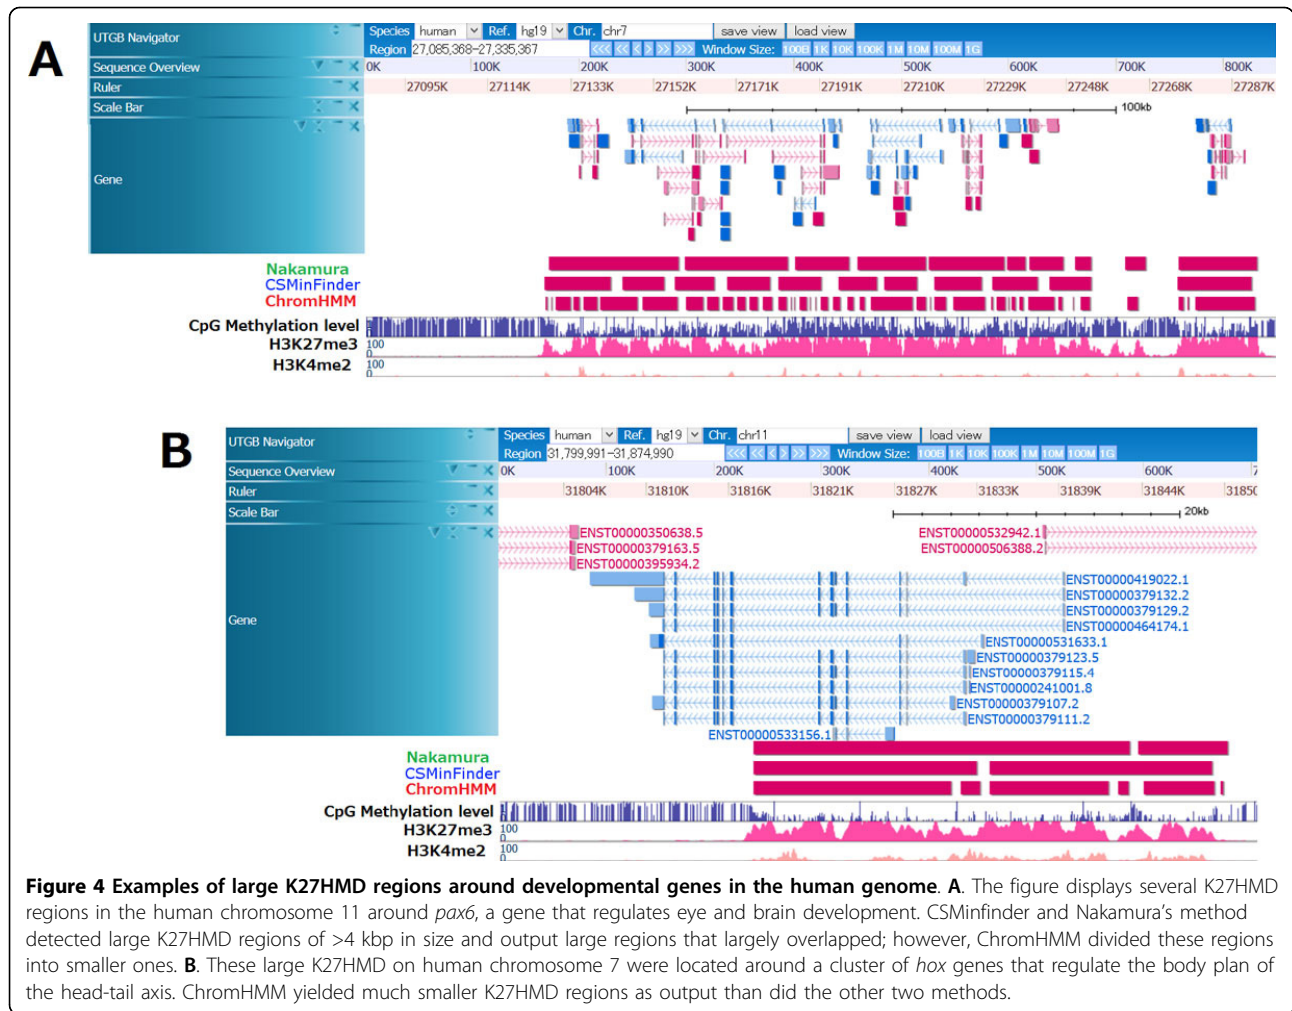 A
UTGB Navigator
Species human Ref. hg19 Chr. chr7 save view load view
Region 27,085,368-27,335,367 <<< << < > >> >>> Window Size: 100B 1K 10K 100K 1M 10M 100M 1G
Sequence Overview
0K 100K 200K 300K 400K 500K 600K 700K 800K
Ruler
27095K 27114K 27133K 27152K 27171K 27191K 27210K 27229K 27248K 27268K 27287K
Scale Bar
100kb
Gene
Nakamura
CSMinFinder
ChromHMM
CpG Methylation level
H3K27me3 100
0
H3K4me2 100
0
B
UTGB Navigator
Species human Ref. hg19 Chr. chr11 save view load view
Region 31,799,991-31,874,990 <<< << < > >> >>> Window Size: 100B 1K 10K 100K 1M 10M 100M 1G
Sequence Overview
0K 100K 200K 300K 400K 500K 600K 7
Ruler
31804K 31810K 31816K 31821K 31827K 31833K 31839K 31844K 31850
Scale Bar
20kb
Gene
ENST00000350638.5 ENST00000532942.1
ENST00000379163.5 ENST00000506388.2
ENST00000395934.2
ENST00000419022.1
ENST00000379132.2
ENST00000379129.2
ENST00000464174.1
ENST00000531633.1
ENST00000379123.5
ENST00000379115.4
ENST00000241001.8
ENST00000379107.2
ENST00000379111.2
ENST00000533156.1
Nakamura
CSMinFinder
ChromHMM
CpG Methylation level
H3K27me3 100
0
H3K4me2 100
0
Figure 4 Examples of large K27HMD regions around developmental genes in the human genome. A. The figure displays several K27HMD
regions in the human chromosome 11 around pax6, a gene that regulates eye and brain development. CSMinfinder and Nakamura's method
detected large K27HMD regions of >4 kbp in size and output large regions that largely overlapped; however, ChromHMM divided these regions
into smaller ones. B. These large K27HMD on human chromosome 7 were located around a cluster of hox genes that regulate the body plan of
the head-tail axis. ChromHMM yielded much smaller K27HMD regions as output than did the other two methods.